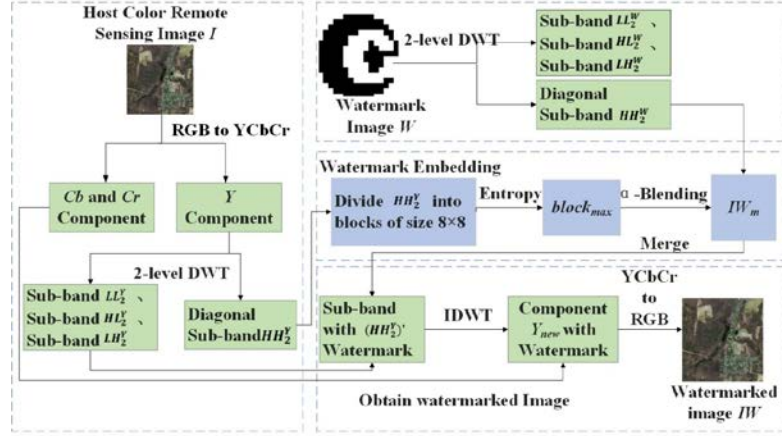 Host Color Remote
Sensing Image I
RGB to YCbCr
Cb and Cr
Component
Y
Component
2-level DWT
Sub-band LL₂ʸ、
Sub-band HL₂ʸ、
Sub-band LH₂ʸ
Diagonal
Sub-bandHH₂ʸ
2-level DWT
Watermark
Image W
Sub-band LL₂ᵂ、
Sub-band HL₂ᵂ、
Sub-band LH₂ᵂ
Diagonal
Sub-band HH₂ᵂ
Watermark Embedding
Divide HH₂ʸ into
blocks of size 8×8
Entropy
block_max
α-Blending
IW_m
Merge
Sub-band
with (HH₂ʸ)'
Watermark
IDWT
Component
Y_new with
Watermark
YCbCr
to
RGB
Watermarked
image IW
Obtain watermarked Image